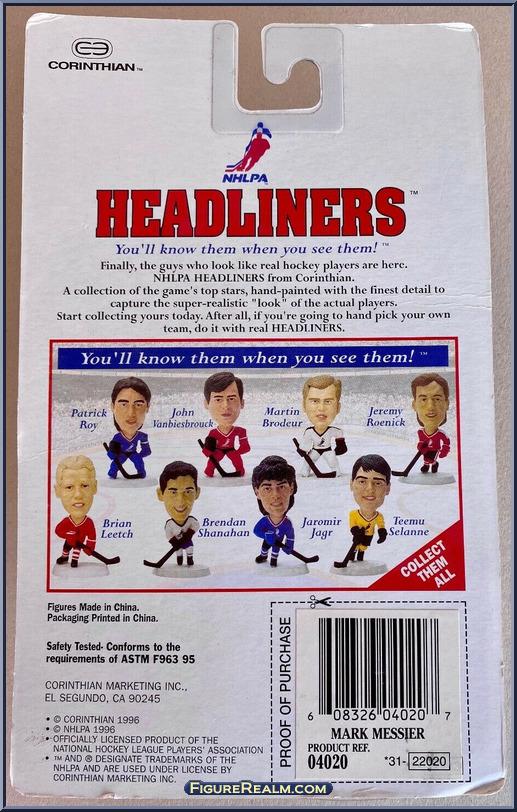 CORINTHIAN™
NHLPA
HEADLINERS™
You'll know them when you see them! ™
Finally, the guys who look like real hockey players are here.
NHLPA HEADLINERS from Corinthian.
A collection of the game's top stars, hand-painted with the finest detail to
capture the super-realistic "look" of the actual players.
Start collecting yours today. After all, if you're going to hand pick your own
team, do it with real HEADLINERS.
You'll know them when you see them! ™
Patrick
Roy
John
Vanbiesbrouck
Martin
Brodeur
Jeremy
Roenick
Brian
Leetch
Brendan
Shanahan
Jaromir
Jagr
Teemu
Selanne
COLLECT
THEM
ALL
Figures Made in China.
Packaging Printed in China.
Safety Tested- Conforms to the
requirements of ASTM F963 95
CORINTHIAN MARKETING INC.,
EL SEGUNDO, CA 90245
• © CORINTHIAN 1996
• © NHLPA 1996
• OFFICIALLY LICENSED PRODUCT OF THE
NATIONAL HOCKEY LEAGUE PLAYERS' ASSOCIATION
• ™ AND ® DESIGNATE TRADEMARKS OF THE
NHLPA AND ARE USED UNDER LICENSE BY
CORINTHIAN MARKETING INC.
PROOF OF PURCHASE
6 08326 04020 7
MARK MESSIER
PRODUCT REF.
04020 *31- 22020
FIGUREREALM.COM